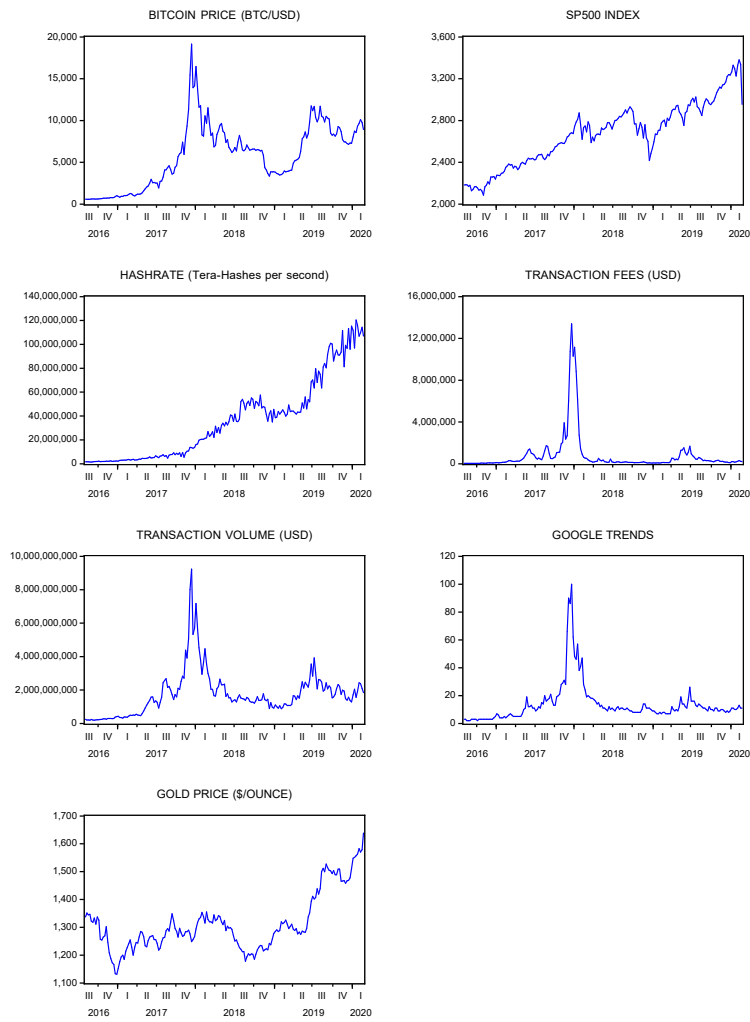 BITCOIN PRICE (BTC/USD)
20,000
15,000
10,000
5,000
0
III IV I II III IV I II III IV I II III IV I
2016 2017 2018 2019 2020
SP500 INDEX
3,600
3,200
2,800
2,400
2,000
III IV I II III IV I II III IV I II III IV I
2016 2017 2018 2019 2020
HASHRATE (Tera-Hashes per second)
140,000,000
120,000,000
100,000,000
80,000,000
60,000,000
40,000,000
20,000,000
0
III IV I II III IV I II III IV I II III IV I
2016 2017 2018 2019 2020
TRANSACTION FEES (USD)
16,000,000
12,000,000
8,000,000
4,000,000
0
III IV I II III IV I II III IV I II III IV I
2016 2017 2018 2019 2020
TRANSACTION VOLUME (USD)
10,000,000,000
8,000,000,000
6,000,000,000
4,000,000,000
2,000,000,000
0
III IV I II III IV I II III IV I II III IV I
2016 2017 2018 2019 2020
GOOGLE TRENDS
120
100
80
60
40
20
0
III IV I II III IV I II III IV I II III IV I
2016 2017 2018 2019 2020
GOLD PRICE ($/OUNCE)
1,700
1,600
1,500
1,400
1,300
1,200
1,100
III IV I II III IV I II III IV I II III IV I
2016 2017 2018 2019 2020